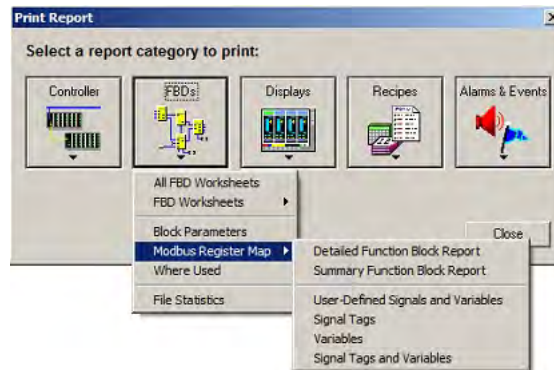 Print Report
Select a report category to print:
Controller
FBDs
Displays
Recipes
Alarms & Events
All FBD Worksheets
FBD Worksheets
Block Parameters
Modbus Register Map
Where Used
File Statistics
Close
Detailed Function Block Report
Summary Function Block Report
User-Defined Signals and Variables
Signal Tags
Variables
Signal Tags and Variables